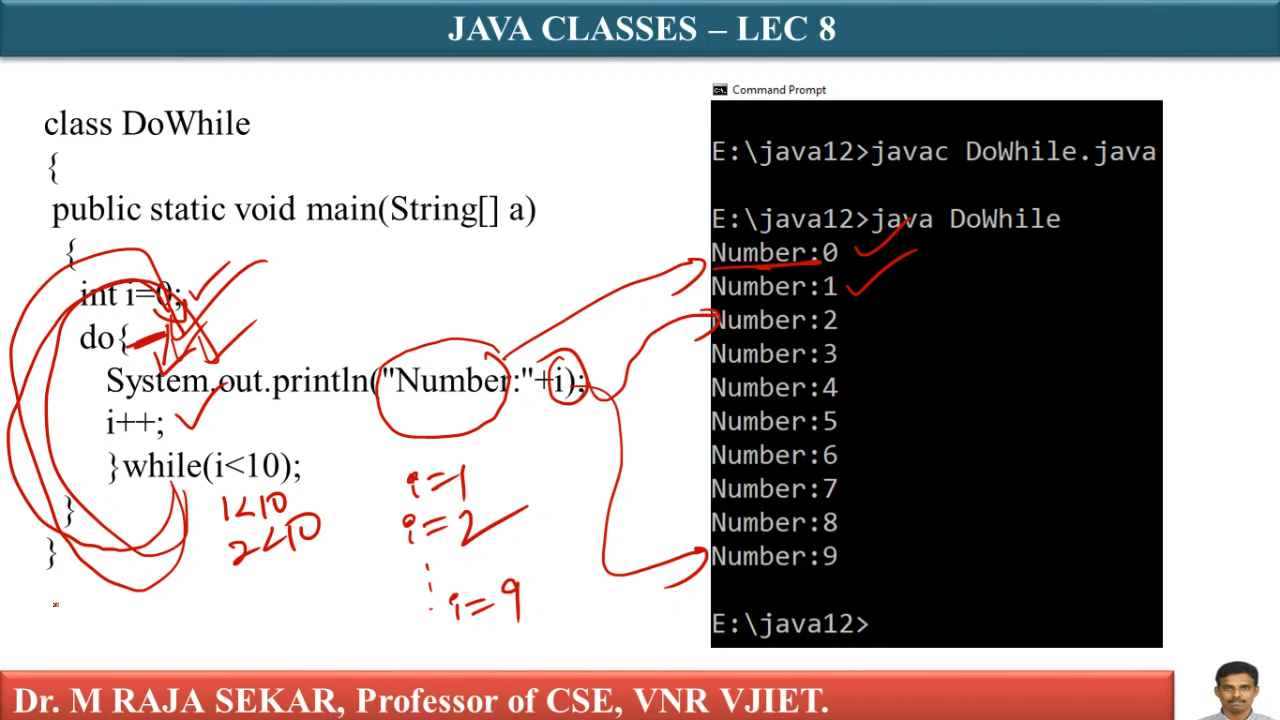 JAVA CLASSES – LEC 8
class DoWhile
{
public static void main(String[] a)
{
int i=0;
do{
System.out.println("Number:"+i);
i++;
}while(i<10);
}
}
1<10
2<10
i=1
i=2
i=9
Command Prompt
E:\java12>javac DoWhile.java
E:\java12>java DoWhile
Number:0
Number:1
Number:2
Number:3
Number:4
Number:5
Number:6
Number:7
Number:8
Number:9
E:\java12>
Dr. M RAJA SEKAR, Professor of CSE, VNR VJIET.